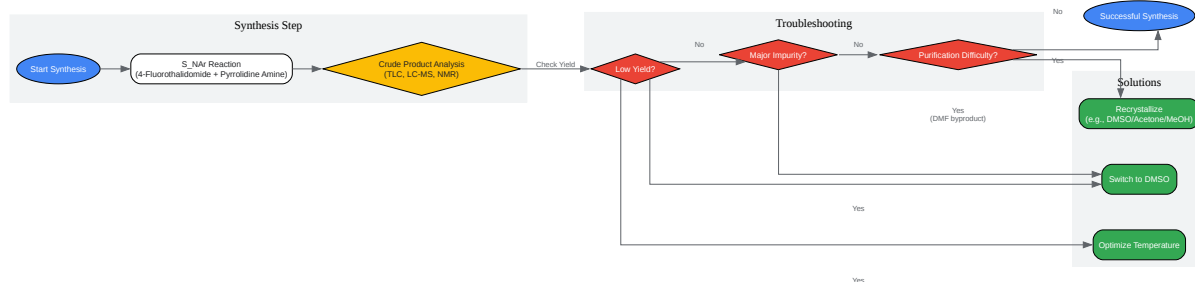 Synthesis Step
Start Synthesis
S_NAr Reaction
(4-Fluorothalidomide + Pyrrolidine Amine)
Crude Product Analysis
(TLC, LC-MS, NMR)
Check Yield
Troubleshooting
Low Yield?
No
Major Impurity?
No
Purification Difficulty?
No
Successful Synthesis
Yes
Solutions
Recrystallize
(e.g., DMSO/Acetone/MeOH)
Yes
(DMF byproduct)
Switch to DMSO
Yes
Optimize Temperature
Yes